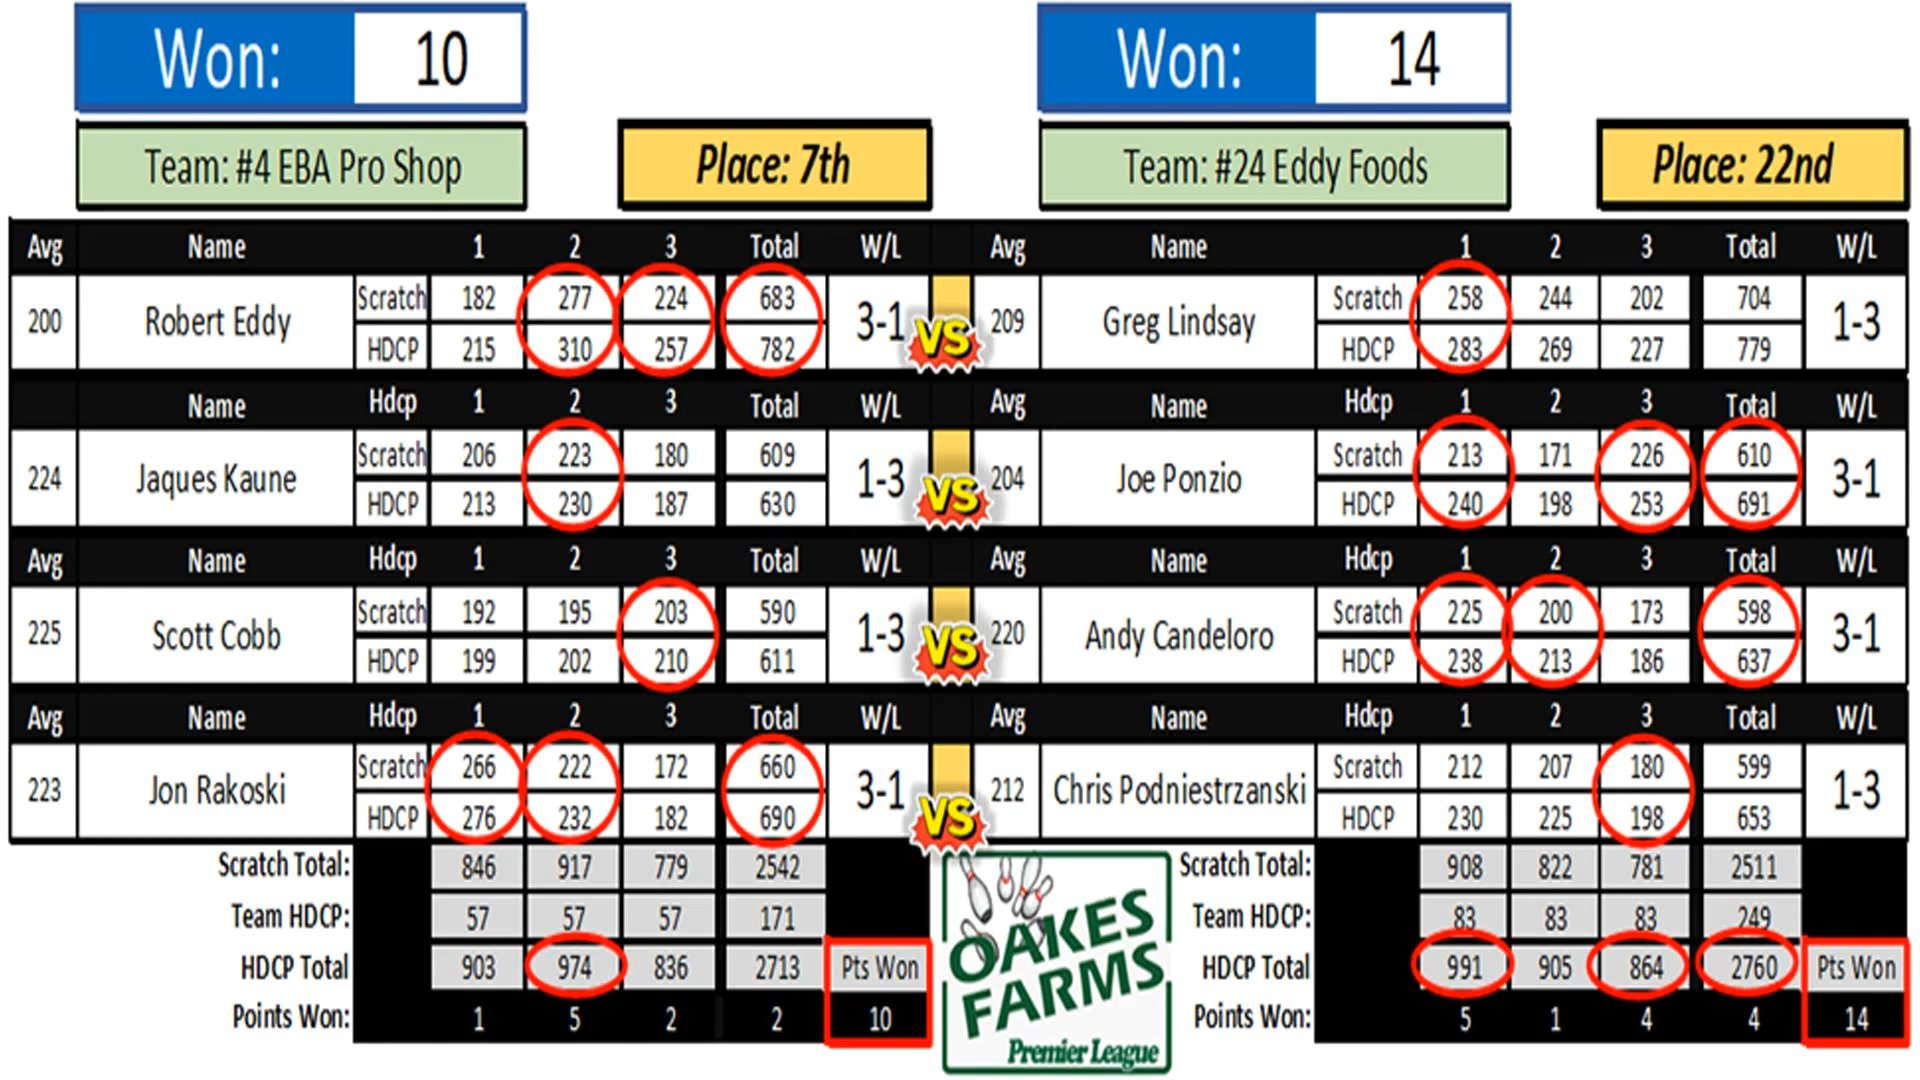 Won: 10 Won: 14
Team: #4 EBA Pro Shop Place: 7th Team: #24 Eddy Foods Place: 22nd
Avg Name 1 2 3 Total W/L Avg Name 1 2 3 Total W/L
Scratch 182 277 224 683 Scratch 258 244 202 704
200 Robert Eddy 3-1 VS 209 Greg Lindsay 1-3
HDCP 215 310 257 782 HDCP 283 269 227 779
Name Hdcp 1 2 3 Total W/L Avg Name Hdcp 1 2 3 Total W/L
Scratch 206 223 180 609 Scratch 213 171 226 610
224 Jaques Kaune 1-3 VS 204 Joe Ponzio 3-1
HDCP 213 230 187 630 HDCP 240 198 253 691
Avg Name Hdcp 1 2 3 Total W/L Avg Name Hdcp 1 2 3 Total W/L
Scratch 192 195 203 590 Scratch 225 200 173 598
225 Scott Cobb 1-3 VS 220 Andy Candeloro 3-1
HDCP 199 202 210 611 HDCP 238 213 186 637
Avg Name Hdcp 1 2 3 Total W/L Avg Name Hdcp 1 2 3 Total W/L
Scratch 266 222 172 660 Scratch 212 207 180 599
223 Jon Rakoski 3-1 VS 212 Chris Podniestrzanski 1-3
HDCP 276 232 182 690 HDCP 230 225 198 653
Scratch Total: 846 917 779 2542 Scratch Total: 908 822 781 2511
Team HDCP: 57 57 57 171 OAKES Team HDCP: 83 83 83 249
HDCP Total 903 974 836 2713 Pts Won FARMS HDCP Total 991 905 864 2760 Pts Won
Points Won: 1 5 2 2 10 Premier League Points Won: 5 1 4 4 14